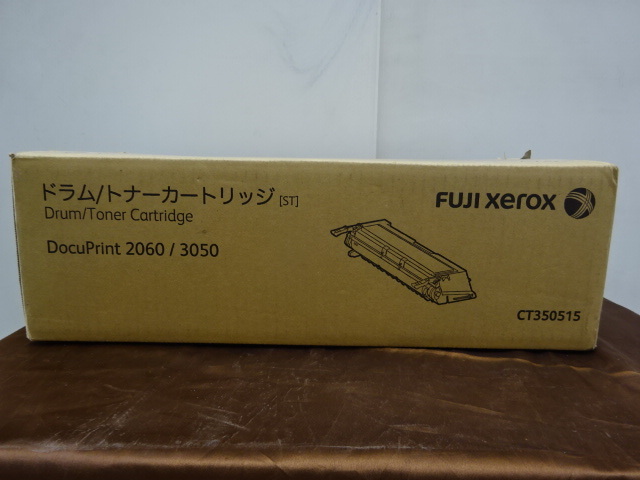 ドラム/トナーカートリッジ [ST]
Drum/Toner Cartridge
DocuPrint 2060 / 3050
FUJI xerox
CT350515